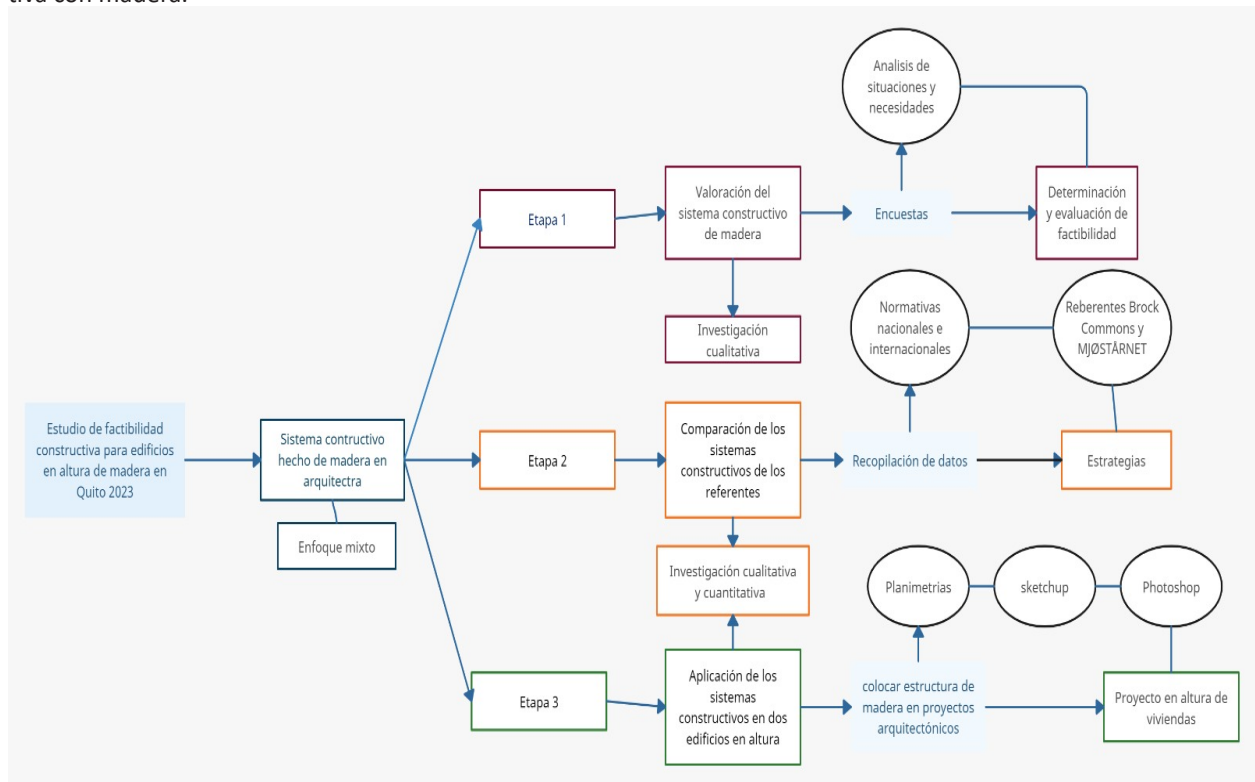 tiva con madera.
Analisis de
situaciones y
necesidades
Etapa 1
Valoración del
sistema constructivo
de madera
Encuestas
Determinación
y evaluación de
factibilidad
Investigación
cualitativa
Normativas
nacionales e
internacionales
Reberentes Brock
Commons y
MJØSTÅRNET
Estudio de factibilidad
constructiva para edificios
en altura de madera en
Quito 2023
Sistema contructivo
hecho de madera en
arquitectra
Enfoque mixto
Etapa 2
Comparación de los
sistemas
constructivos de los
referentes
Recopilación de datos
Estrategias
Investigación cualitativa
y cuantitativa
Planimetrias
sketchup
Photoshop
Etapa 3
Aplicación de los
sistemas
constructivos en dos
edificios en altura
colocar estructura de
madera en proyectos
arquitectónicos
Proyecto en altura de
viviendas